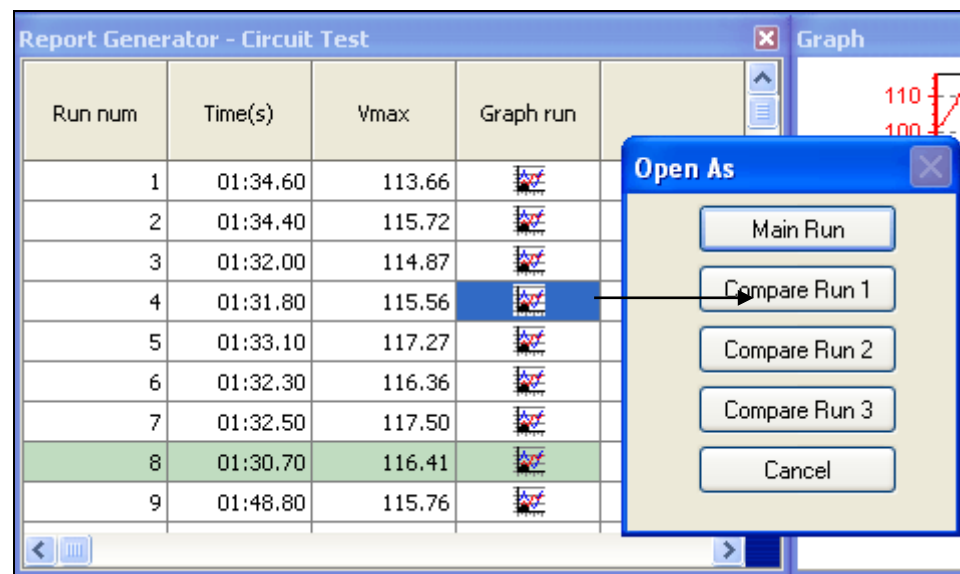 Report Generator - Circuit Test
Graph
Run num Time(s) Vmax Graph run
110
100
Open As
1 01:34.60 113.66
Main Run
2 01:34.40 115.72
3 01:32.00 114.87
Compare Run 1
4 01:31.80 115.56
5 01:33.10 117.27
Compare Run 2
6 01:32.30 116.36
Compare Run 3
7 01:32.50 117.50
8 01:30.70 116.41
Cancel
9 01:48.80 115.76